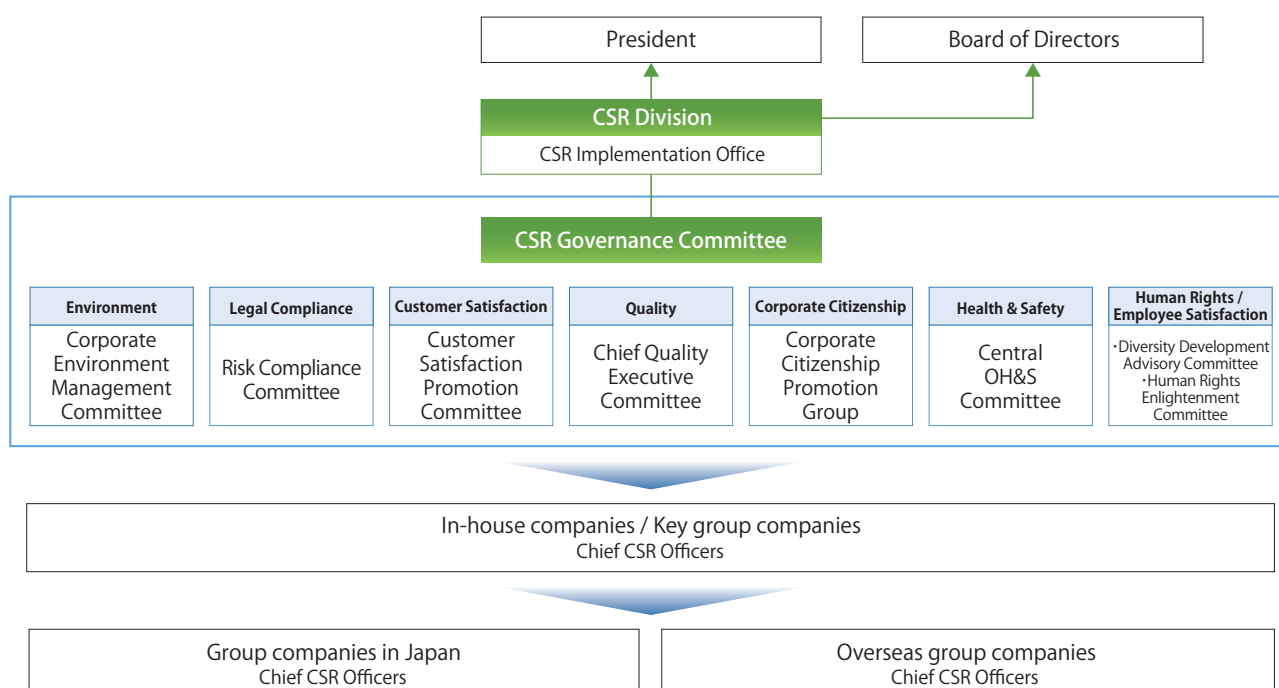 President
Board of Directors
CSR Division
CSR Implementation Office
CSR Governance Committee
Environment
Corporate
Environment
Management
Committee
Legal Compliance
Risk Compliance
Committee
Customer Satisfaction
Customer
Satisfaction
Promotion
Committee
Quality
Chief Quality
Executive
Committee
Corporate Citizenship
Corporate
Citizenship
Promotion
Group
Health & Safety
Central
OH&S
Committee
Human Rights /
Employee Satisfaction
・Diversity Development
Advisory Committee
・Human Rights
Enlightenment
Committee
In-house companies / Key group companies
Chief CSR Officers
Group companies in Japan
Chief CSR Officers
Overseas group companies
Chief CSR Officers